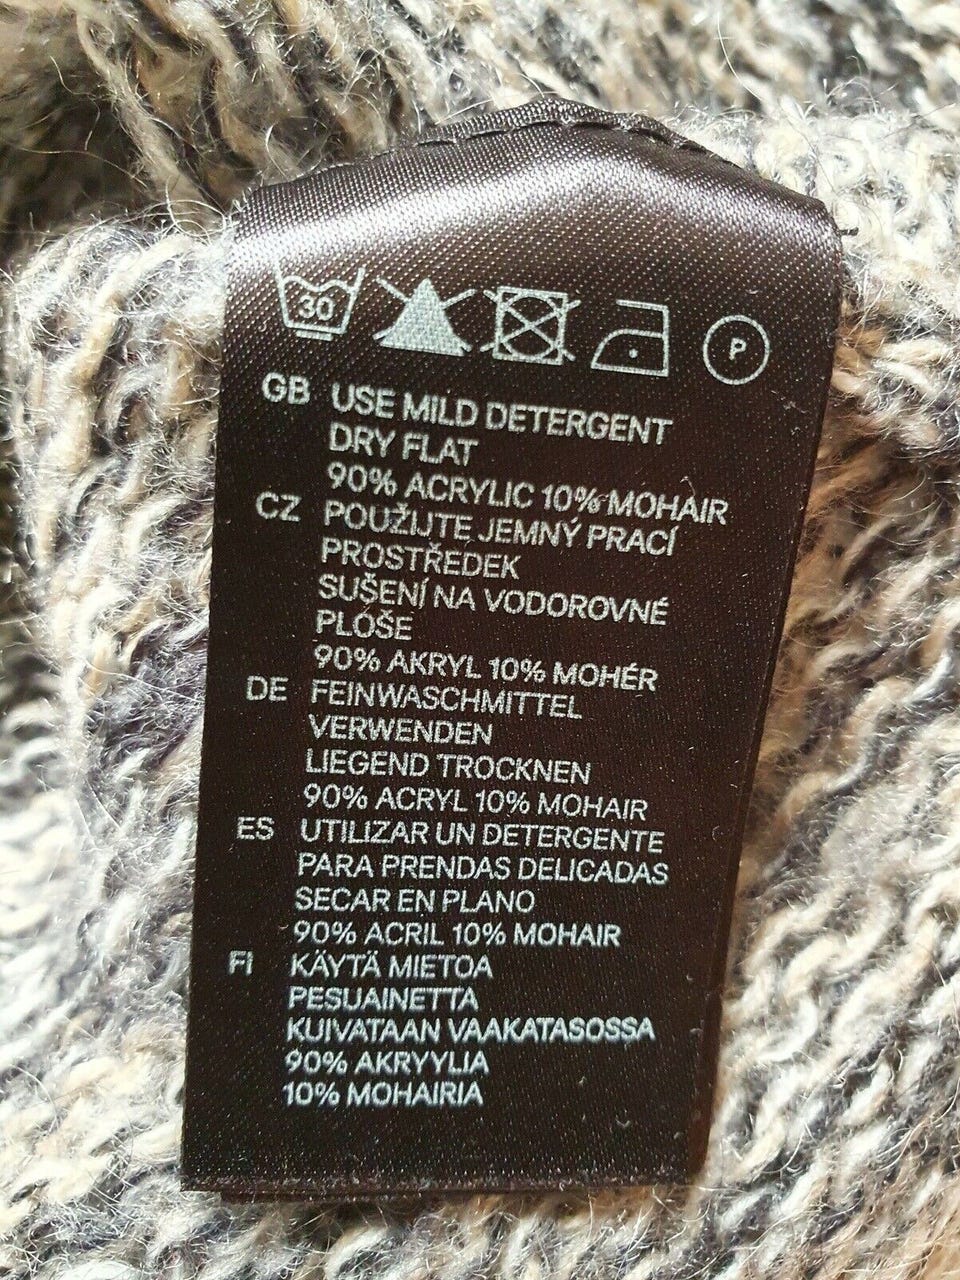 30
P
GB USE MILD DETERGENT
DRY FLAT
90% ACRYLIC 10% MOHAIR
CZ POUŽIJTE JEMNÝ PRACÍ
PROSTŘEDEK
SUŠENÍ NA VODOROVNÉ
PLÓŠE
90% AKRYL 10% MOHÉR
DE FEINWASCHMITTEL
VERWENDEN
LIEGEND TROCKNEN
90% ACRYL 10% MOHAIR
ES UTILIZAR UN DETERGENTE
PARA PRENDAS DELICADAS
SECAR EN PLANO
90% ACRIL 10% MOHAIR
FI KÄYTÄ MIETOA
PESUAINETTA
KUIVATAAN VAAKATASOSSA
90% AKRYYLIA
10% MOHAIRIA